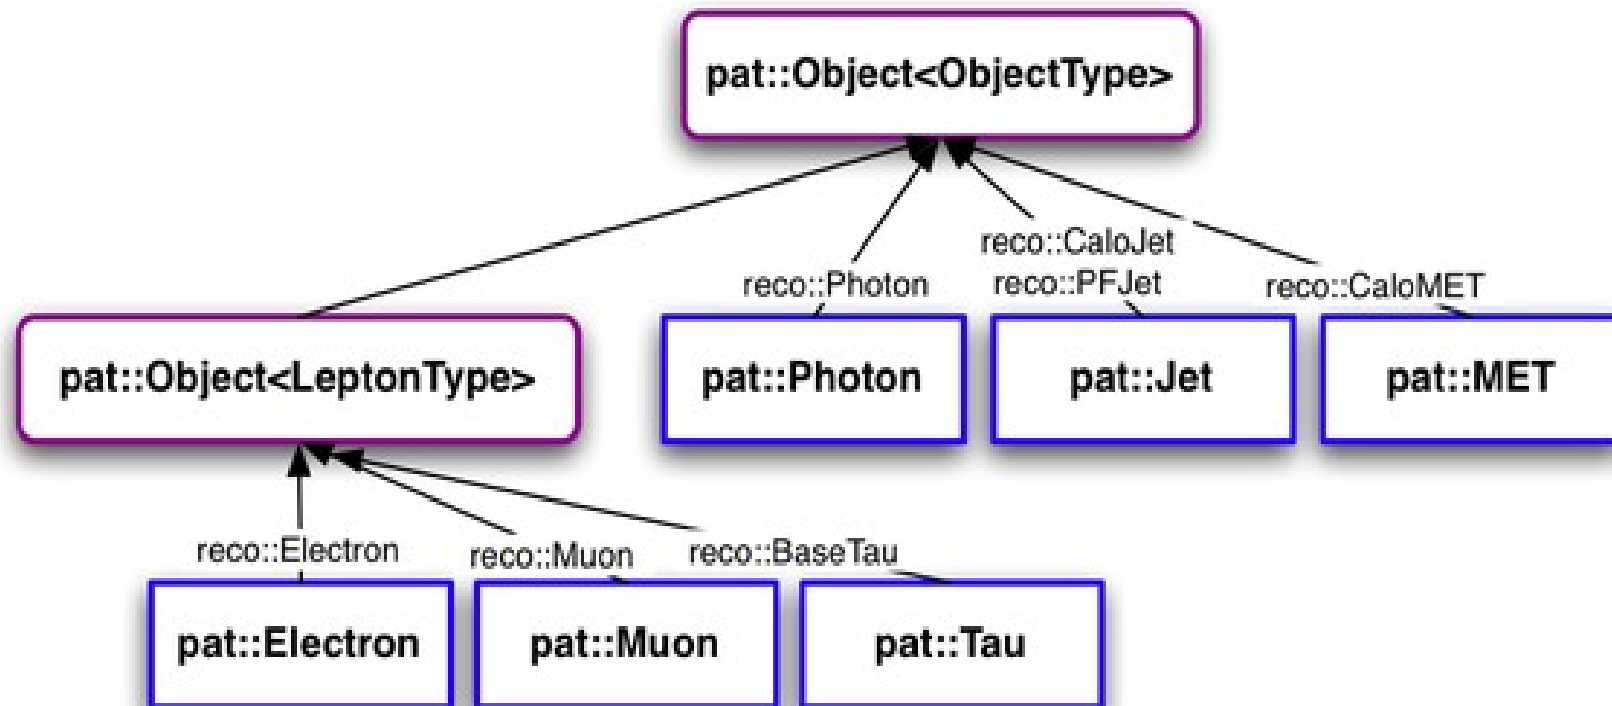 pat::Object<ObjectType>
reco::CaloJet
reco::Photon
reco::PFJet
reco::CaloMET
pat::Object<LeptonType>
pat::Photon
pat::Jet
pat::MET
reco::Electron
reco::Muon
reco::BaseTau
pat::Electron
pat::Muon
pat::Tau